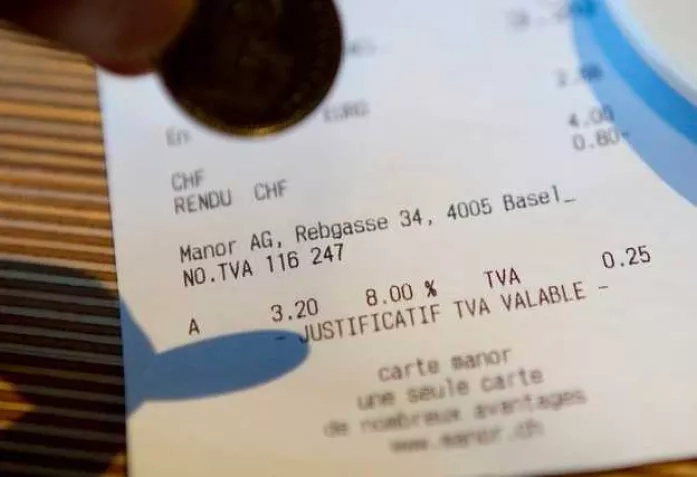 En EURO
CHF 4.00
RENDU CHF 0.80-
Manor AG, Rebgasse 34, 4005 Basel
NO.TVA 116 247
A 3.20 8.00 % TVA 0.25
- JUSTIFICATIF TVA VALABLE -
carte manor
une seule carte
de nombreux avantages
www.manor.ch